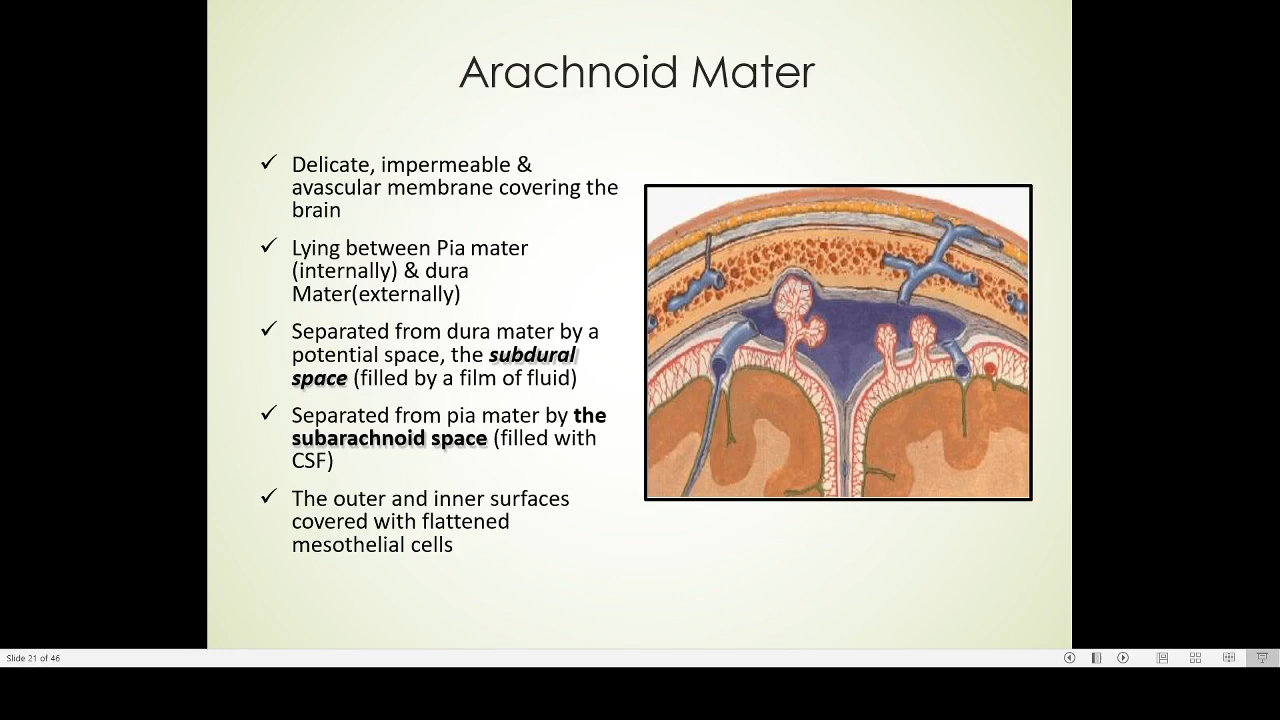 Arachnoid Mater
✓ Delicate, impermeable &
avascular membrane covering the
brain
✓ Lying between Pia mater
(internally) & dura
Mater(externally)
✓ Separated from dura mater by a
potential space, the subdural
space (filled by a film of fluid)
✓ Separated from pia mater by the
subarachnoid space (filled with
CSF)
✓ The outer and inner surfaces
covered with flattened
mesothelial cells
Slide 21 of 46